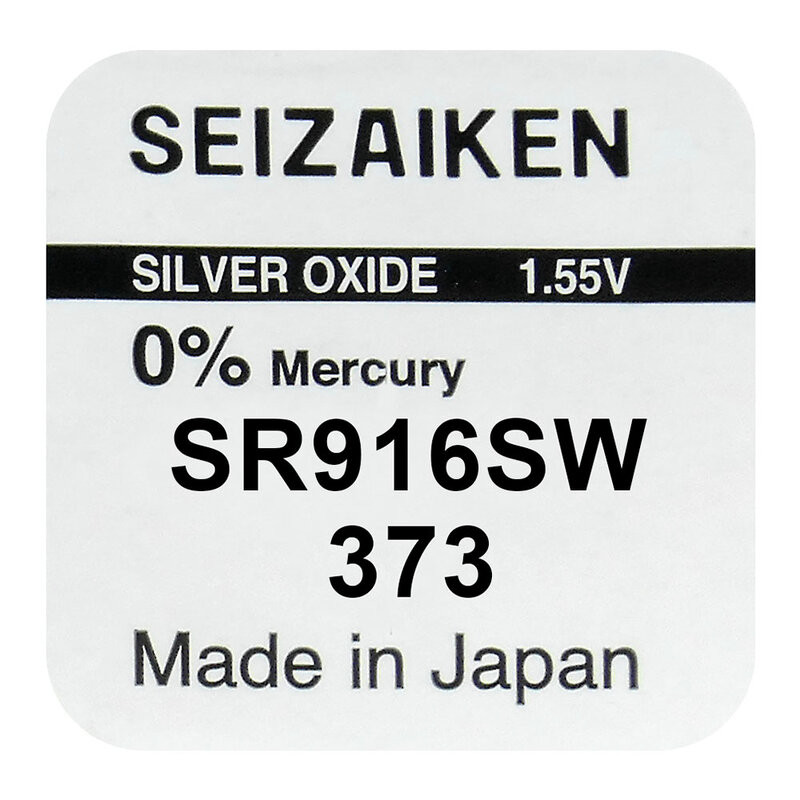 SEIZAIKEN
SILVER OXIDE 1.55V
0% Mercury
SR916SW
373
Made in Japan